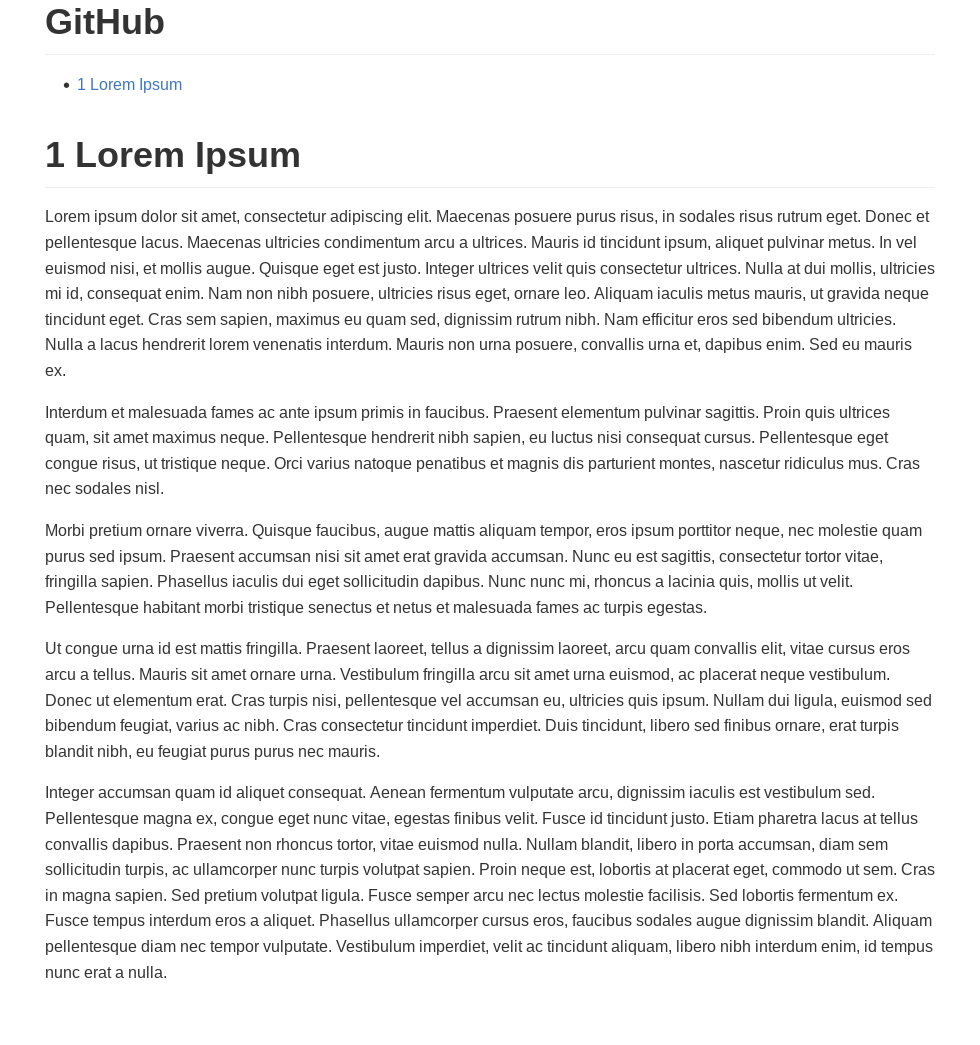 GitHub
• 1 Lorem Ipsum
1 Lorem Ipsum
Lorem ipsum dolor sit amet, consectetur adipiscing elit. Maecenas posuere purus risus, in sodales risus rutrum eget. Donec et
pellentesque lacus. Maecenas ultricies condimentum arcu a ultrices. Mauris id tincidunt ipsum, aliquet pulvinar metus. In vel
euismod nisi, et mollis augue. Quisque eget est justo. Integer ultrices velit quis consectetur ultrices. Nulla at dui mollis, ultricies
mi id, consequat enim. Nam non nibh posuere, ultricies risus eget, ornare leo. Aliquam iaculis metus mauris, ut gravida neque
tincidunt eget. Cras sem sapien, maximus eu quam sed, dignissim rutrum nibh. Nam efficitur eros sed bibendum ultricies.
Nulla a lacus hendrerit lorem venenatis interdum. Mauris non urna posuere, convallis urna et, dapibus enim. Sed eu mauris
ex.
Interdum et malesuada fames ac ante ipsum primis in faucibus. Praesent elementum pulvinar sagittis. Proin quis ultrices
quam, sit amet maximus neque. Pellentesque hendrerit nibh sapien, eu luctus nisi consequat cursus. Pellentesque eget
congue risus, ut tristique neque. Orci varius natoque penatibus et magnis dis parturient montes, nascetur ridiculus mus. Cras
nec sodales nisl.
Morbi pretium ornare viverra. Quisque faucibus, augue mattis aliquam tempor, eros ipsum porttitor neque, nec molestie quam
purus sed ipsum. Praesent accumsan nisi sit amet erat gravida accumsan. Nunc eu est sagittis, consectetur tortor vitae,
fringilla sapien. Phasellus iaculis dui eget sollicitudin dapibus. Nunc nunc mi, rhoncus a lacinia quis, mollis ut velit.
Pellentesque habitant morbi tristique senectus et netus et malesuada fames ac turpis egestas.
Ut congue urna id est mattis fringilla. Praesent laoreet, tellus a dignissim laoreet, arcu quam convallis elit, vitae cursus eros
arcu a tellus. Mauris sit amet ornare urna. Vestibulum fringilla arcu sit amet urna euismod, ac placerat neque vestibulum.
Donec ut elementum erat. Cras turpis nisi, pellentesque vel accumsan eu, ultricies quis ipsum. Nullam dui ligula, euismod sed
bibendum feugiat, varius ac nibh. Cras consectetur tincidunt imperdiet. Duis tincidunt, libero sed finibus ornare, erat turpis
blandit nibh, eu feugiat purus purus nec mauris.
Integer accumsan quam id aliquet consequat. Aenean fermentum vulputate arcu, dignissim iaculis est vestibulum sed.
Pellentesque magna ex, congue eget nunc vitae, egestas finibus velit. Fusce id tincidunt justo. Etiam pharetra lacus at tellus
convallis dapibus. Praesent non rhoncus tortor, vitae euismod nulla. Nullam blandit, libero in porta accumsan, diam sem
sollicitudin turpis, ac ullamcorper nunc turpis volutpat sapien. Proin neque est, lobortis at placerat eget, commodo ut sem. Cras
in magna sapien. Sed pretium volutpat ligula. Fusce semper arcu nec lectus molestie facilisis. Sed lobortis fermentum ex.
Fusce tempus interdum eros a aliquet. Phasellus ullamcorper cursus eros, faucibus sodales augue dignissim blandit. Aliquam
pellentesque diam nec tempor vulputate. Vestibulum imperdiet, velit ac tincidunt aliquam, libero nibh interdum enim, id tempus
nunc erat a nulla.